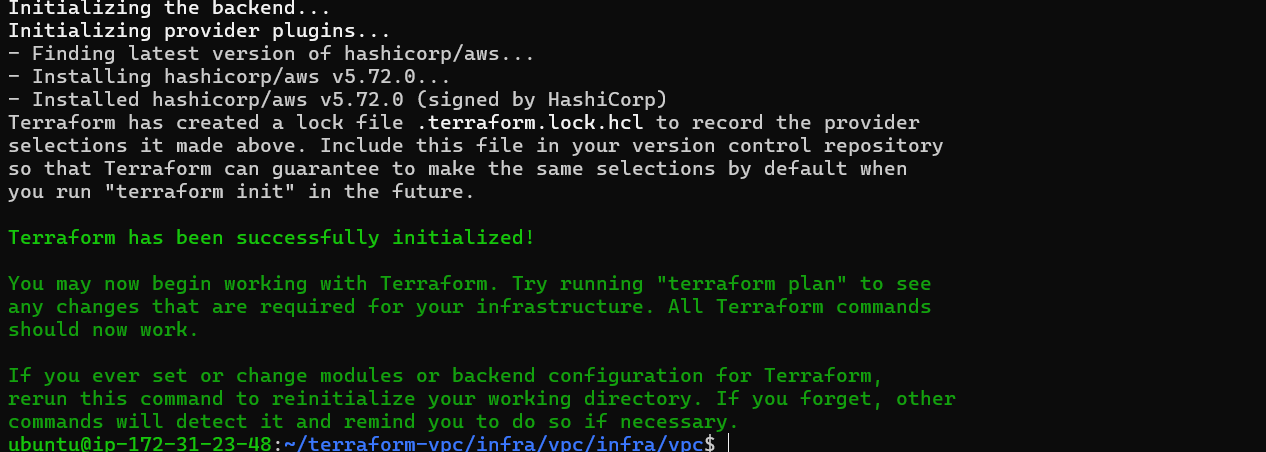 Initializing the backend...
Initializing provider plugins...
- Finding latest version of hashicorp/aws...
- Installing hashicorp/aws v5.72.0...
- Installed hashicorp/aws v5.72.0 (signed by HashiCorp)
Terraform has created a lock file .terraform.lock.hcl to record the provider
selections it made above. Include this file in your version control repository
so that Terraform can guarantee to make the same selections by default when
you run "terraform init" in the future.
Terraform has been successfully initialized!
You may now begin working with Terraform. Try running "terraform plan" to see
any changes that are required for your infrastructure. All Terraform commands
should now work.
If you ever set or change modules or backend configuration for Terraform,
rerun this command to reinitialize your working directory. If you forget, other
commands will detect it and remind you to do so if necessary.
ubuntu@ip-172-31-23-48:~/terraform-vpc/infra/vpc/infra/vpc$